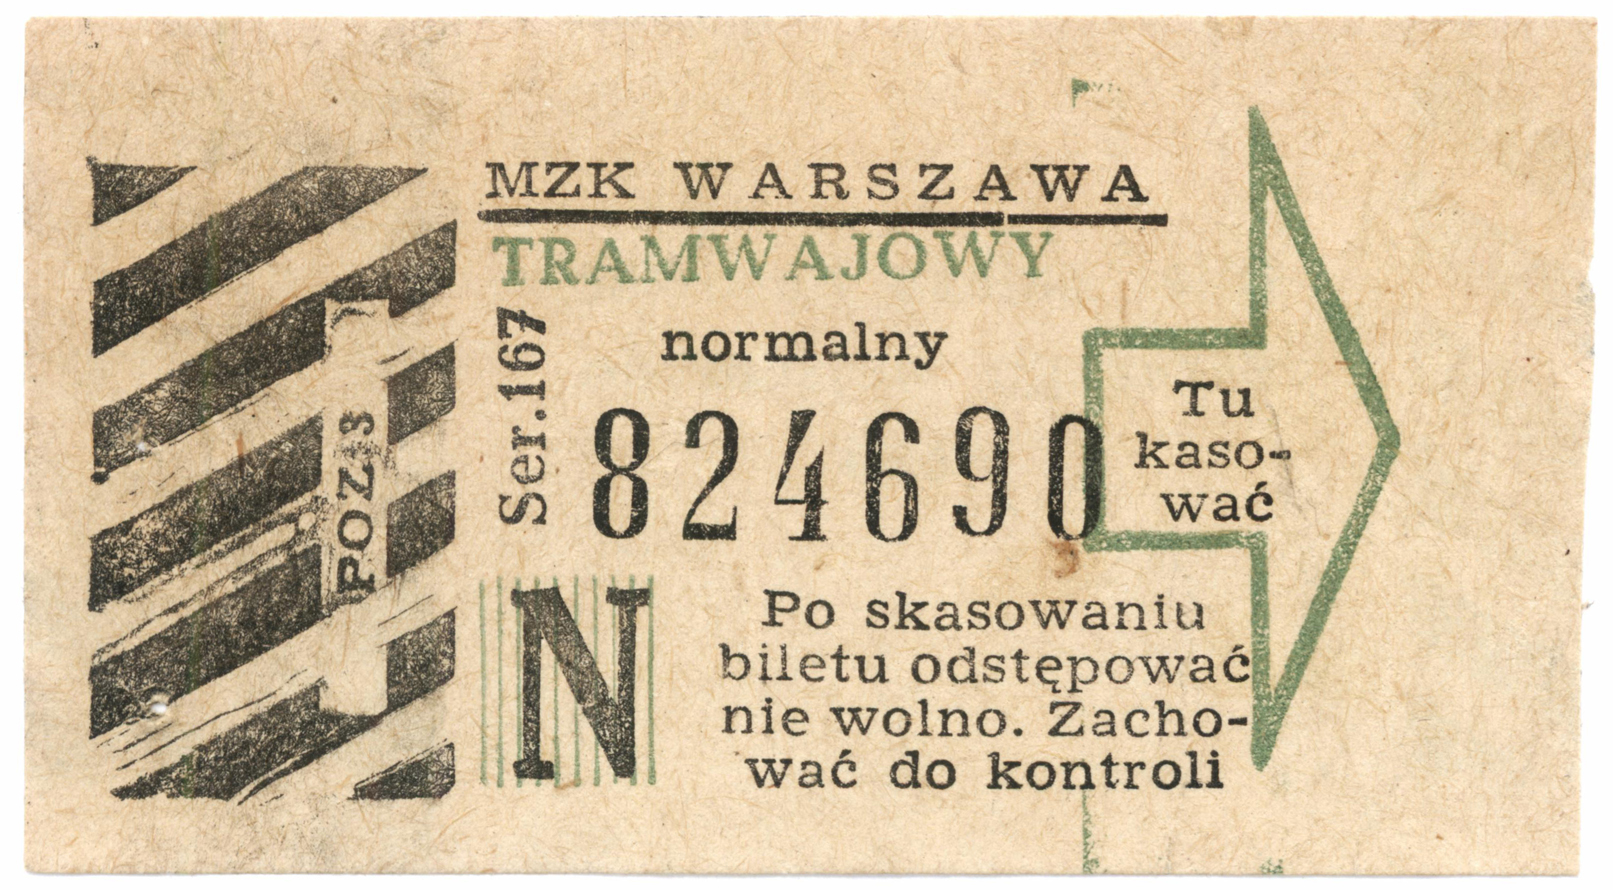 MZK WARSZAWA
TRAMWAJOWY
normalny
Ser.167
824690
POZ 3
Tu
kaso-
wać
N
Po skasowaniu
biletu odstępować
nie wolno. Zacho-
wać do kontroli